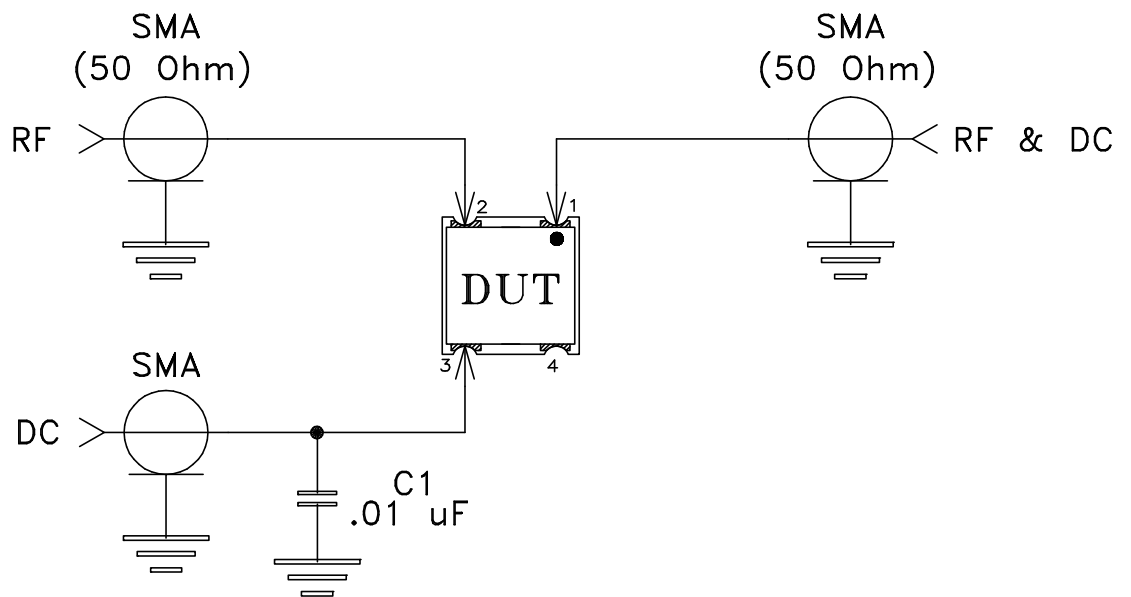 SMA
(50 Ohm)
SMA
(50 Ohm)
RF
RF & DC
2
1
DUT
3
4
SMA
DC
C1
.01 uF